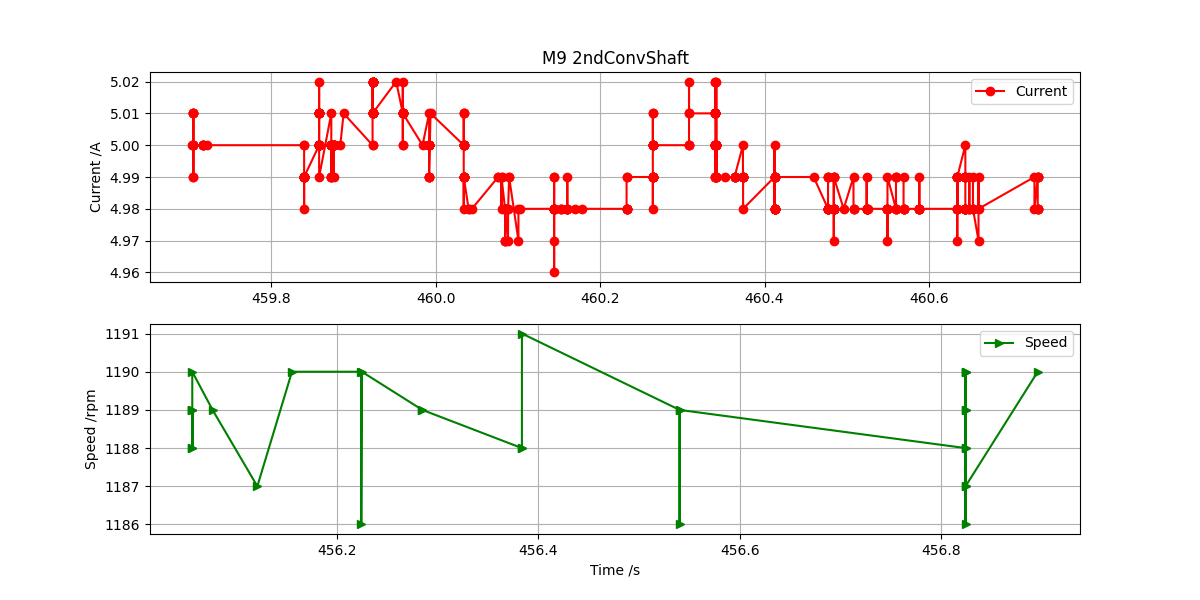 M9 2ndConvShaft
5.02
5.01
5.00
4.99
4.98
4.97
4.96
Current /A
Current
459.8 460.0 460.2 460.4 460.6
1191
1190
1189
1188
1187
1186
Speed /rpm
Speed
456.2 456.4 456.6 456.8
Time /s